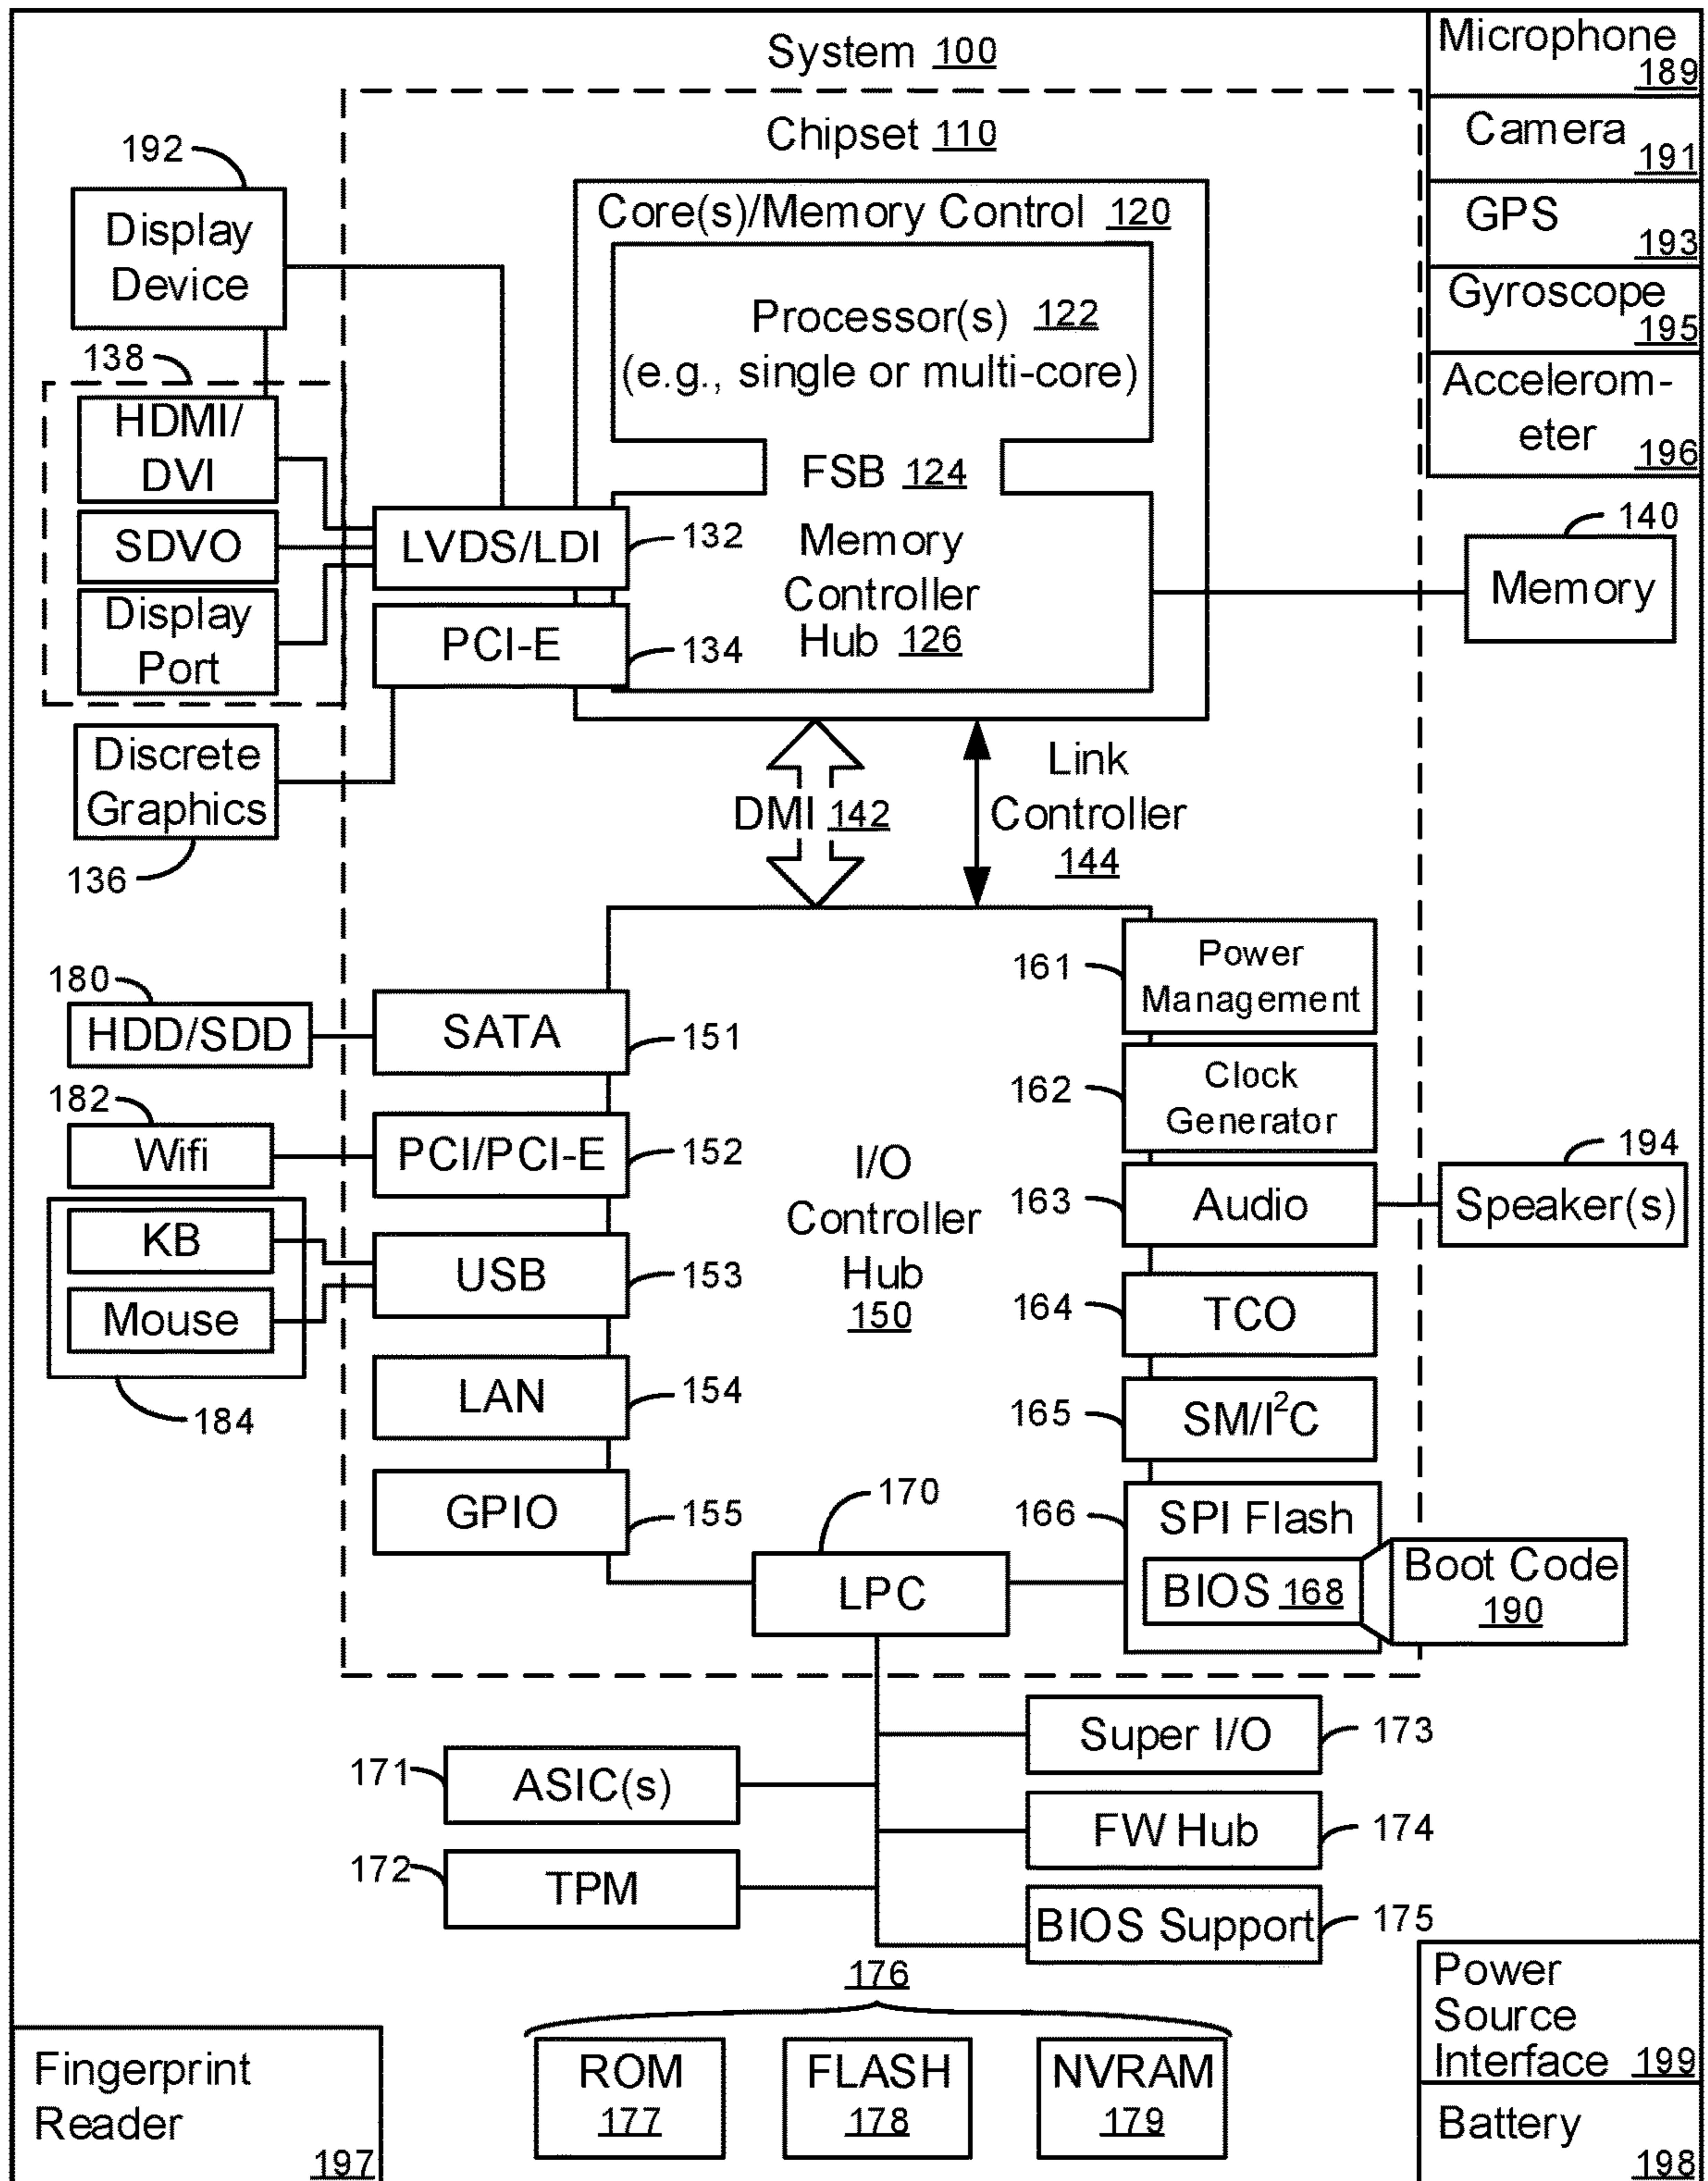 System 100
Microphone
189
Camera
191
GPS
193
Gyroscope
195
Accelerom-
eter
196
Chipset 110
192
Display
Device
Core(s)/Memory Control 120
Processor(s) 122
(e.g., single or multi-core)
138
HDMI/
DVI
SDVO
Display
Port
FSB 124
LVDS/LDI
132
PCI-E
134
Memory
Controller
Hub 126
140
Memory
Discrete
Graphics
136
DMI 142
Link
Controller
144
180
HDD/SDD
SATA
151
182
Wifi
PCI/PCI-E
152
KB
Mouse
184
USB
153
LAN
154
GPIO
155
I/O
Controller
Hub
150
161
Power
Management
162
Clock
Generator
163
Audio
194
Speaker(s)
164
TCO
165
SM/I²C
166
SPI Flash
BIOS 168
Boot Code
190
170
LPC
171
ASIC(s)
172
TPM
Super I/O
173
FW Hub
174
BIOS Support
175
176
ROM
177
FLASH
178
NVRAM
179
Fingerprint
Reader
197
Power
Source
Interface 199
Battery
198